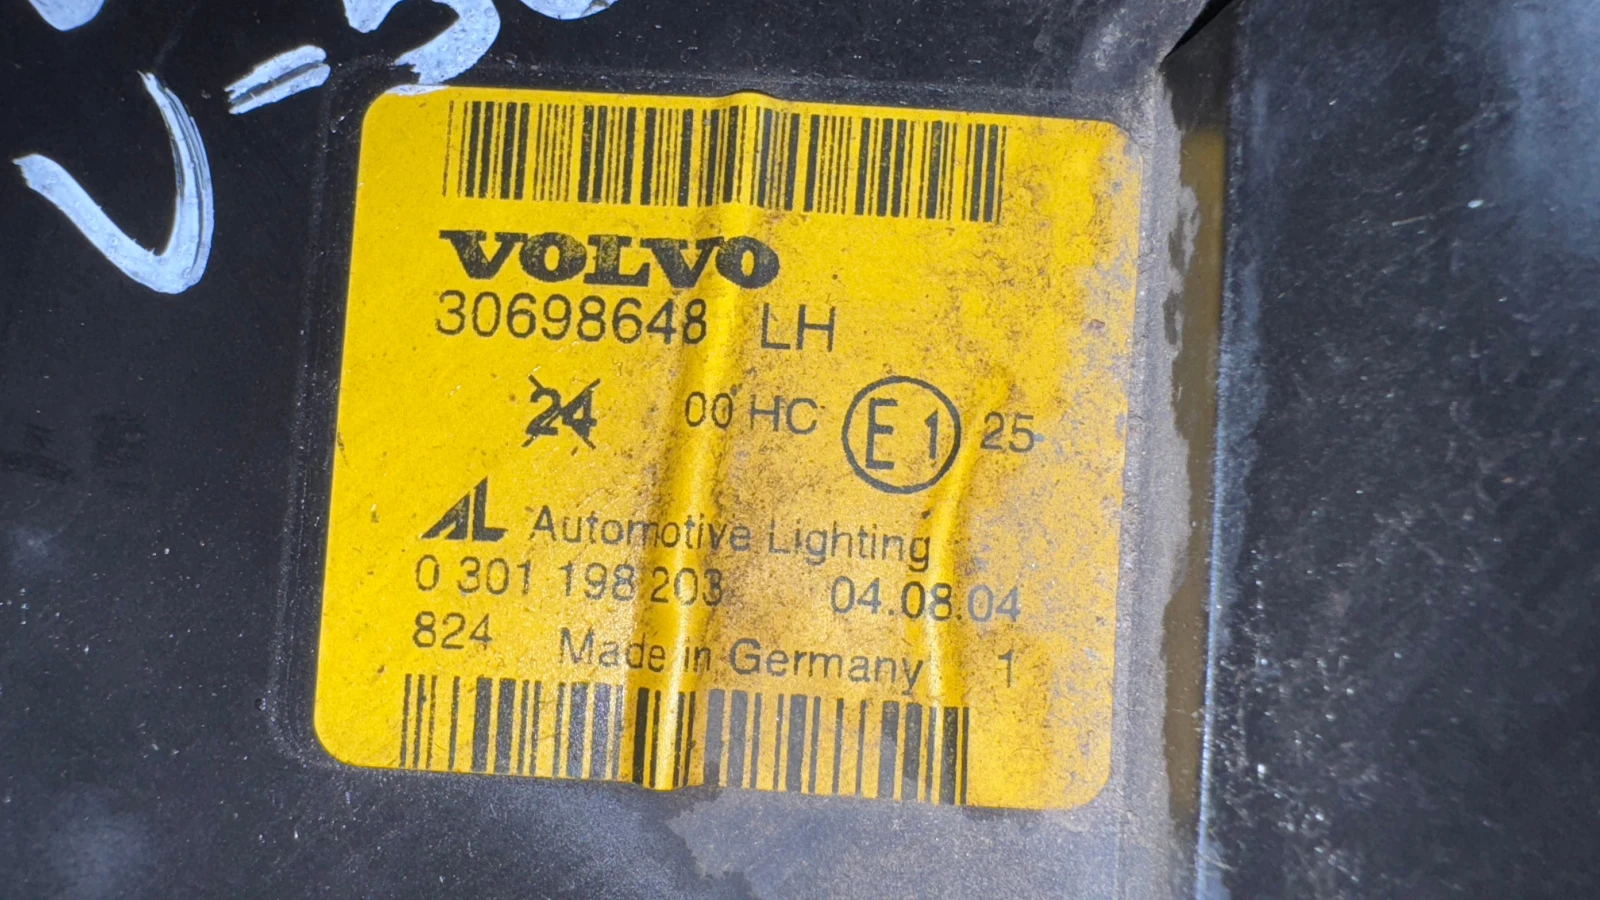 VOLVO
30698648 LH
24 00 HC E1 25
AL Automotive Lighting
0 301 198 203 04.08.04
824 Made in Germany 1